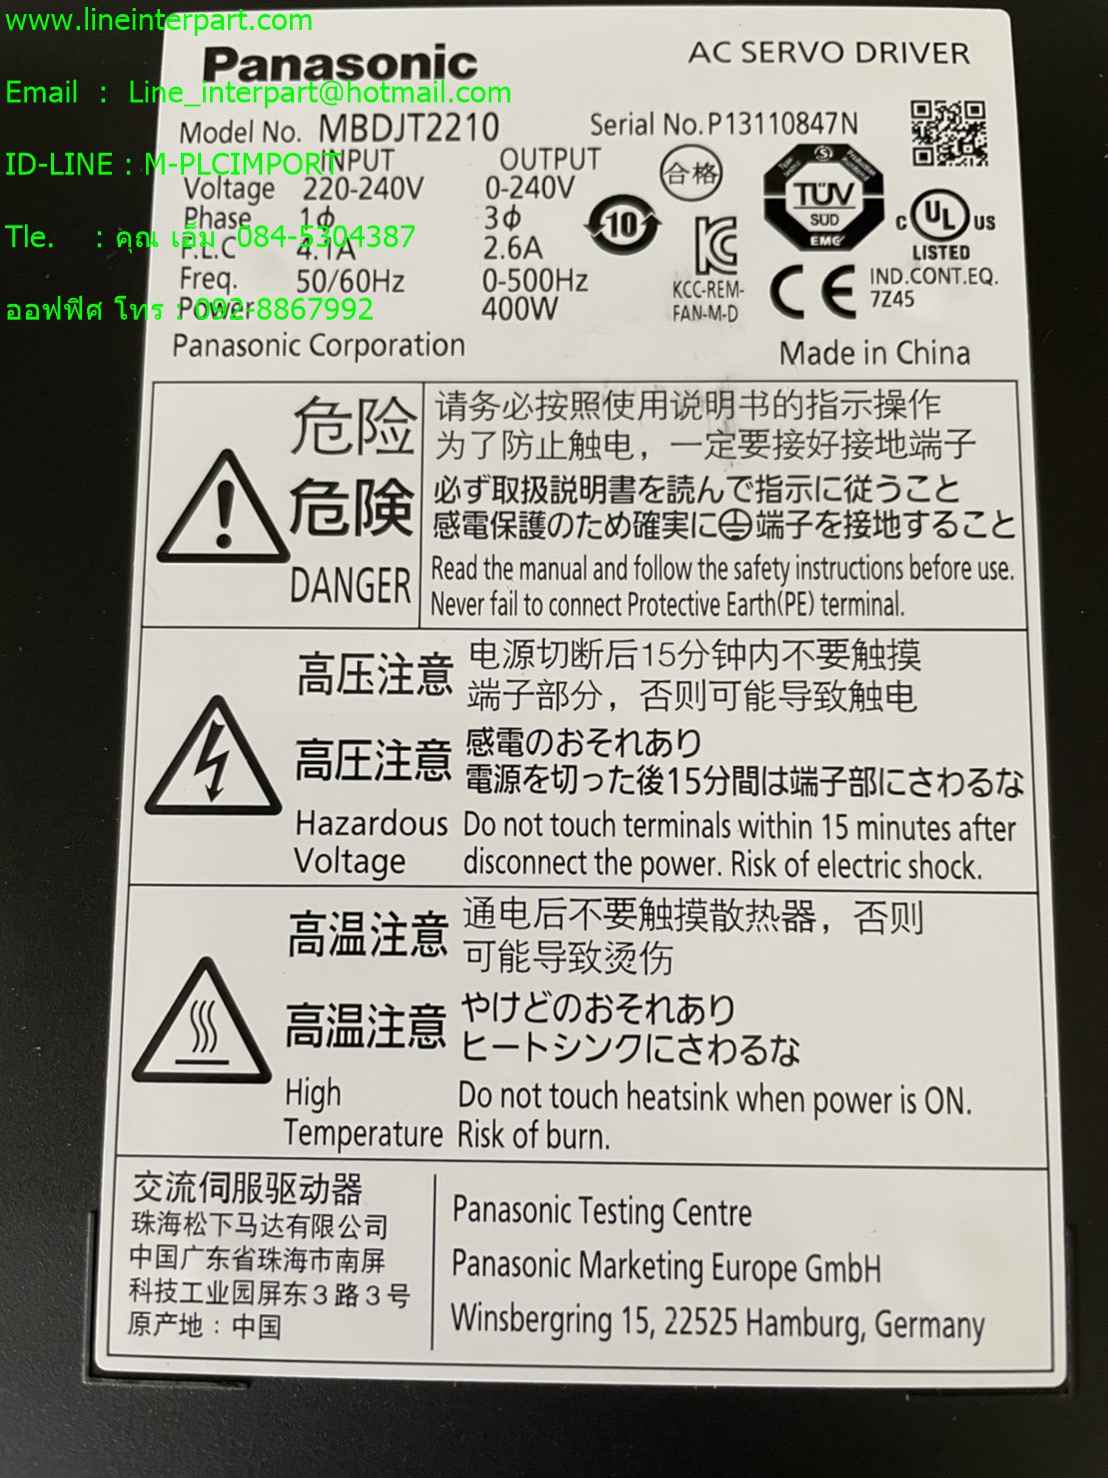 www.lineinterpart.com
Panasonic
AC SERVO DRIVER
Email : Line_interpart@hotmail.com
Model No. MBDJT2210
Serial No. P13110847N
ID-LINE : M-PLCIMPORT
INPUT OUTPUT
Voltage 220-240V 0-240V
Phase 1ϕ 3ϕ
Tle. : คุณ เอ็ม 084-5304387
F.L.C 4.1A 2.6A
Freq. 50/60Hz 0-500Hz
ออฟฟิศ โทร : 092-8867992
Power 400W
Panasonic Corporation
合格
10
TÜV
SÜD
EMC
KCC-REM-
FAN-M-D
CE
c UL US
LISTED
IND.CONT.EQ.
7Z45
Made in China
危险
请务必按照使用说明书的指示操作
为了防止触电，一定要接好接地端子
危険
必ず取扱説明書を読んで指示に従うこと
感電保護のため確実に⏚端子を接地すること
DANGER
Read the manual and follow the safety instructions before use.
Never fail to connect Protective Earth(PE) terminal.
高压注意
电源切断后15分钟内不要触摸
端子部分，否则可能导致触电
高圧注意
感電のおそれあり
電源を切った後15分間は端子部にさわるな
Hazardous
Voltage
Do not touch terminals within 15 minutes after
disconnect the power. Risk of electric shock.
高温注意
通电后不要触摸散热器，否则
可能导致烫伤
高温注意
やけどのおそれあり
ヒートシンクにさわるな
High
Temperature
Do not touch heatsink when power is ON.
Risk of burn.
交流伺服驱动器
珠海松下马达有限公司
中国广东省珠海市南屏
科技工业园屏东３路３号
原产地：中国
Panasonic Testing Centre
Panasonic Marketing Europe GmbH
Winsbergring 15, 22525 Hamburg, Germany